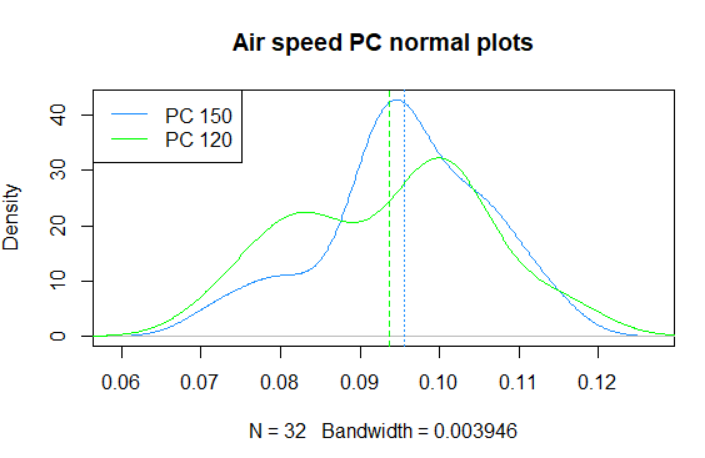 Air speed PC normal plots
PC 150
PC 120
Density
40
30
20
10
0
0.06 0.07 0.08 0.09 0.10 0.11 0.12
N = 32 Bandwidth = 0.003946